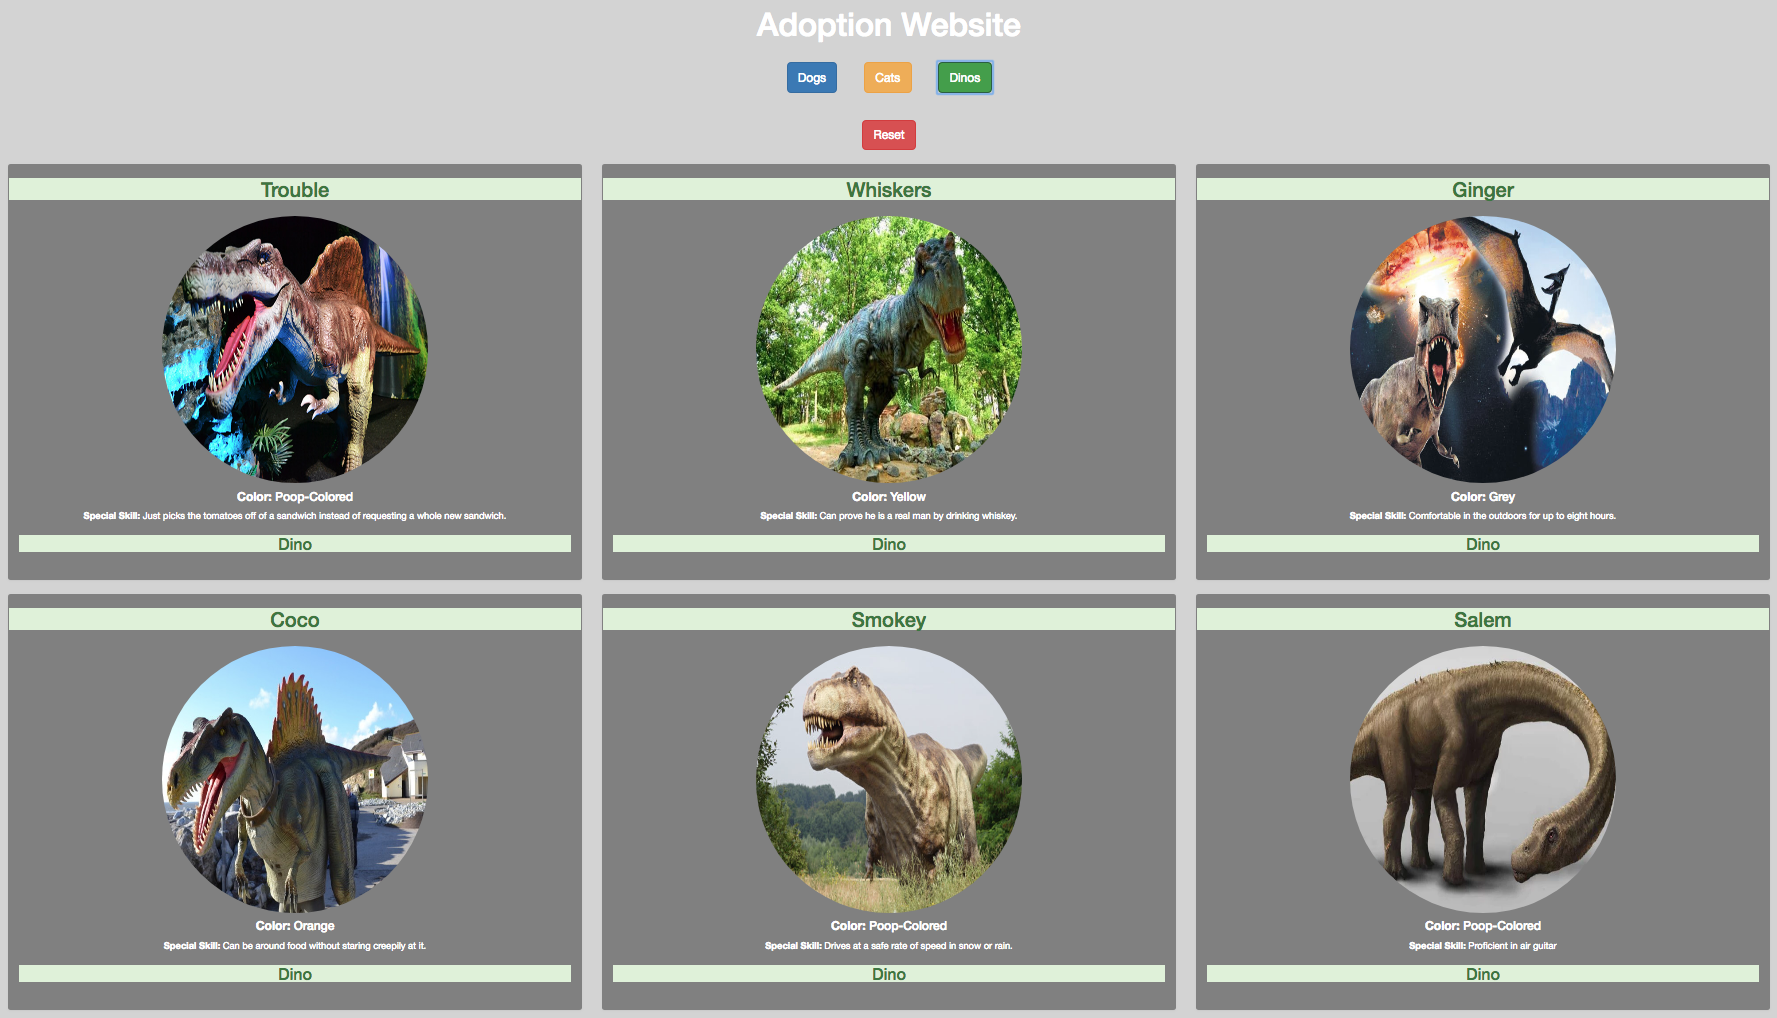 Adoption Website
Dogs Cats Dinos
Reset
Trouble
Color: Poop-Colored
Special Skill: Just picks the tomatoes off of a sandwich instead of requesting a whole new sandwich.
Dino
Whiskers
Color: Yellow
Special Skill: Can prove he is a real man by drinking whiskey.
Dino
Ginger
Color: Grey
Special Skill: Comfortable in the outdoors for up to eight hours.
Dino
Coco
Color: Orange
Special Skill: Can be around food without staring creepily at it.
Dino
Smokey
Color: Poop-Colored
Special Skill: Drives at a safe rate of speed in snow or rain.
Dino
Salem
Color: Poop-Colored
Special Skill: Proficient in air guitar
Dino